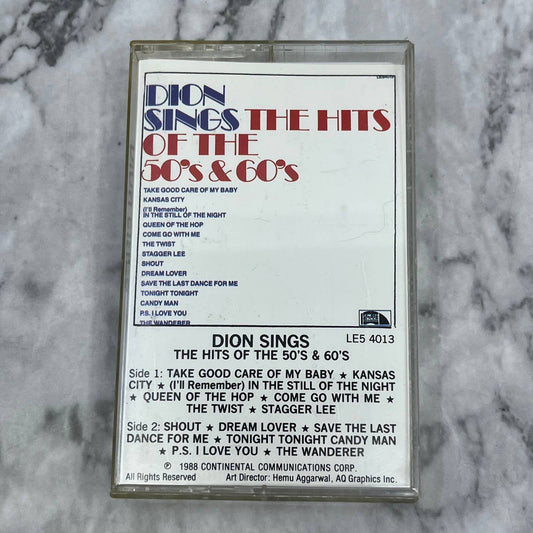 DION
SINGS THE HITS
OF THE
50's & 60's
TAKE GOOD CARE OF MY BABY
KANSAS CITY
(I'll Remember)
IN THE STILL OF THE NIGHT
QUEEN OF THE HOP
COME GO WITH ME
THE TWIST
STAGGER LEE
SHOUT
DREAM LOVER
SAVE THE LAST DANCE FOR ME
TONIGHT TONIGHT
CANDY MAN
P.S. I LOVE YOU
THE WANDERER
DION SINGS LE5 4013
THE HITS OF THE 50'S & 60'S
Side 1: TAKE GOOD CARE OF MY BABY ★ KANSAS
CITY ★ (I'll Remember) IN THE STILL OF THE NIGHT
★ QUEEN OF THE HOP ★ COME GO WITH ME ★
THE TWIST ★ STAGGER LEE
Side 2: SHOUT ★ DREAM LOVER ★ SAVE THE LAST
DANCE FOR ME ★ TONIGHT TONIGHT CANDY MAN
★ P.S. I LOVE YOU ★ THE WANDERER
℗ 1988 CONTINENTAL COMMUNICATIONS CORP.
All Rights Reserved Art Director: Hemu Aggarwal, AQ Graphics Inc.